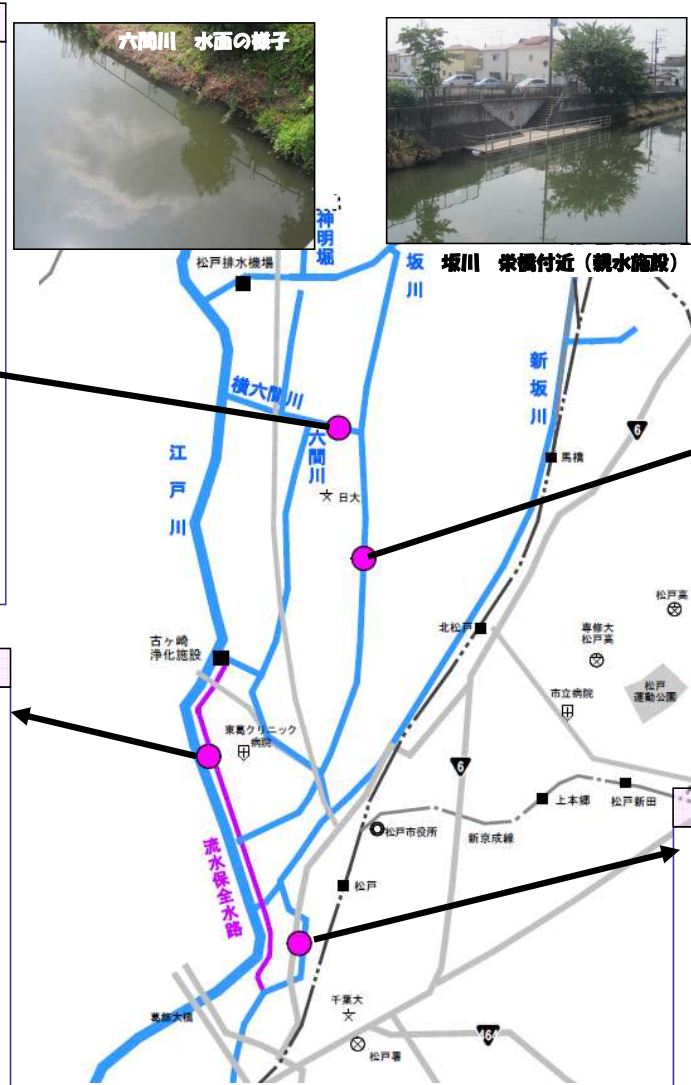 六間川 水面の様子
坂川 栄橋付近（親水施設）
神明堀
坂川
松戸排水機場
新坂川
横六間川
六間川
6
江戸川
馬橋
日大
松戸高
北松戸
専修大
松戸高
古ヶ崎
浄化施設
市立病院
松戸
運動公園
東葛クリニック
病院
6
上本郷
松戸新田
松戸市役所
新京成線
流水保全水路
松戸
千葉大
葛飾大橋
464
松戸署